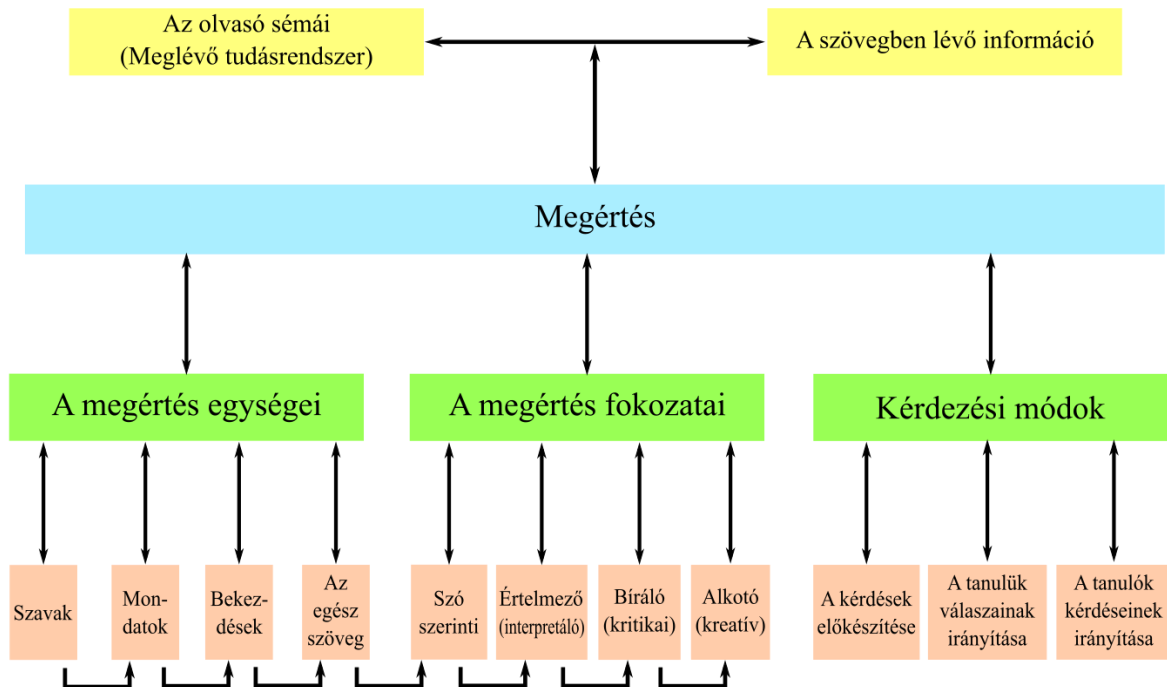 Az olvasó sémái
(Meglévő tudásrendszer)
A szövegben lévő információ
Megértés
A megértés egységei
A megértés fokozatai
Kérdezési módok
Szavak
Mon-
datok
Bekez-
dések
Az
egész
szöveg
Szó
szerinti
Értelmező
(interpretáló)
Bíráló
(kritikai)
Alkotó
(kreatív)
A kérdések
előkészítése
A tanulük
válaszainak
irányítása
A tanulók
kérdéseinek
irányítása